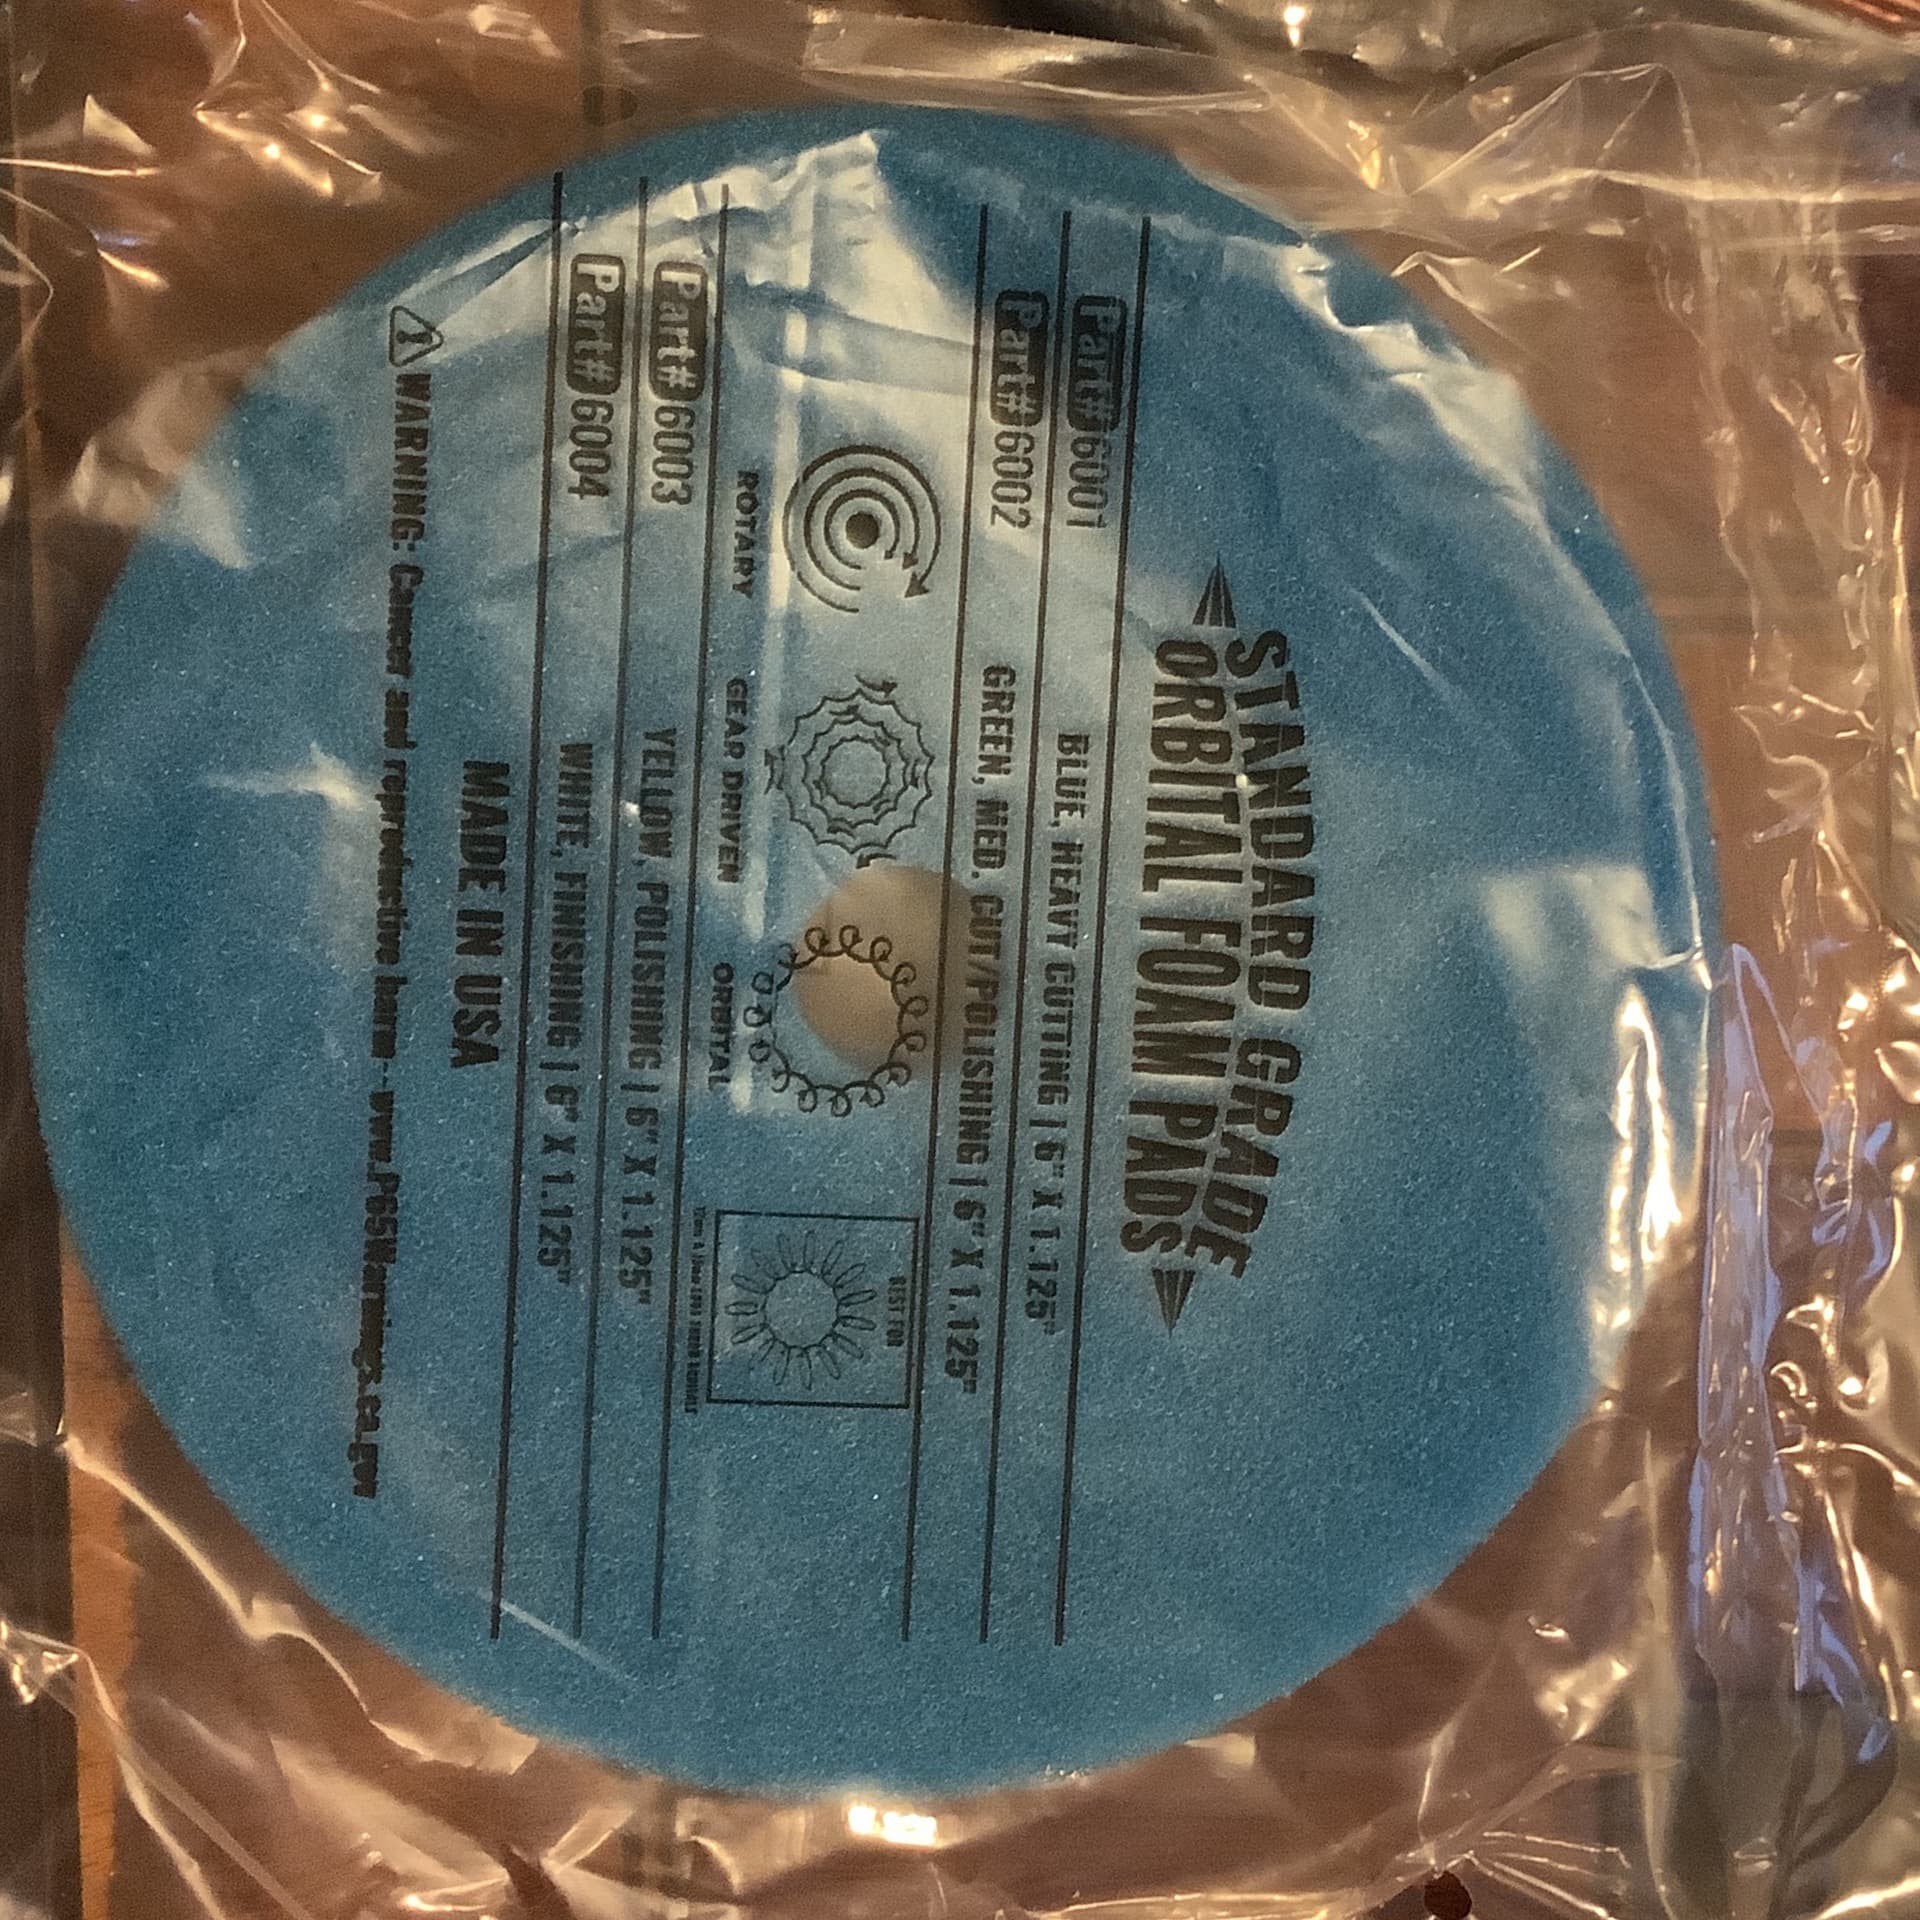 STANDARD GRADE
ORBITAL FOAM PADS
Part# 6001 BLUE, HEAVY CUTTING | 6" X 1.125"
Part# 6002 GREEN, MED. CUT/POLISHING | 6" X 1.125"
BEST FOR
ROTARY GEAR DRIVEN ORBITAL
Part# 6003 YELLOW, POLISHING | 6" X 1.125"
Part# 6004 WHITE, FINISHING | 6" X 1.125"
MADE IN USA
WARNING: Cancer and reproductive harm - www.P65Warnings.ca.gov